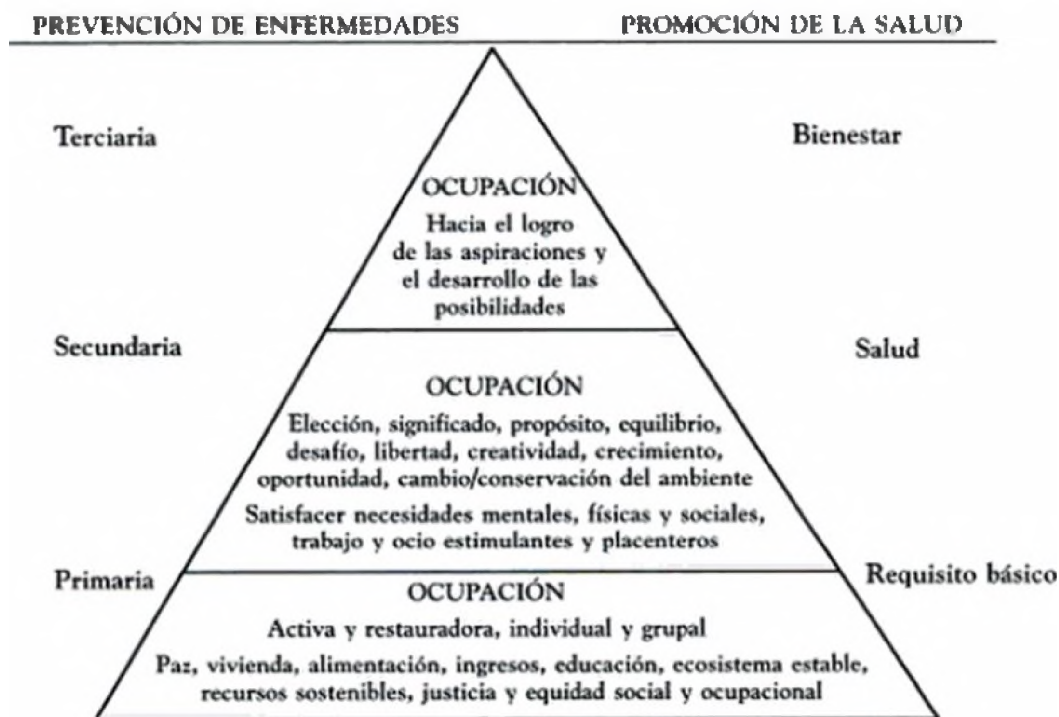 PREVENCIÓN DE ENFERMEDADES PROMOCIÓN DE LA SALUD
Terciaria
Bienestar
OCUPACIÓN
Hacia el logro
de las aspiraciones y
el desarrollo de las
posibilidades
Secundaria
Salud
OCUPACIÓN
Elección, significado, propósito, equilibrio,
desafío, libertad, creatividad, crecimiento,
oportunidad, cambio/conservación del ambiente
Satisfacer necesidades mentales, físicas y sociales,
trabajo y ocio estimulantes y placenteros
Primaria
Requisito básico
OCUPACIÓN
Activa y restauradora, individual y grupal
Paz, vivienda, alimentación, ingresos, educación, ecosistema estable,
recursos sostenibles, justicia y equidad social y ocupacional